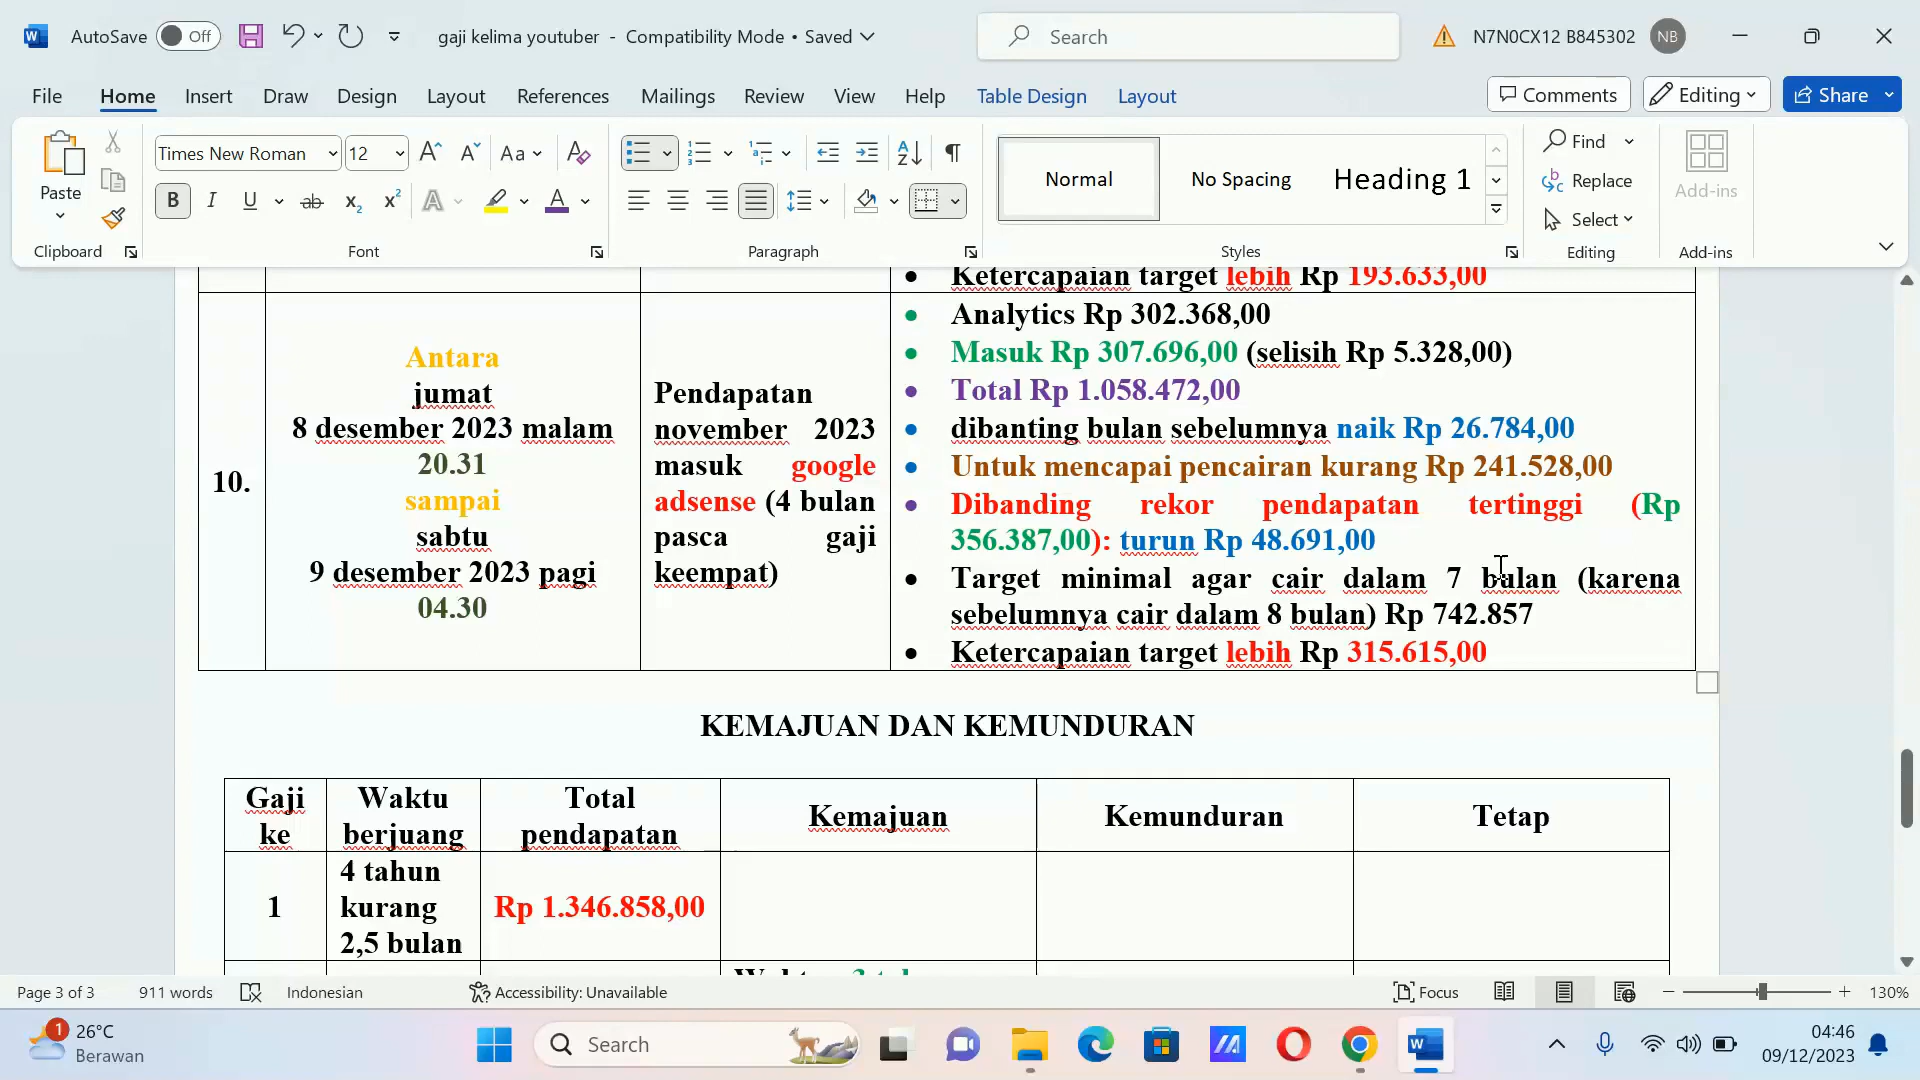 AutoSave Off gaji kelima youtuber - Compatibility Mode • Saved Search N7N0CX12 B845302 NB
File Home Insert Draw Design Layout References Mailings Review View Help Table Design Layout Comments Editing Share
Paste Times New Roman 12 Aa Normal No Spacing Heading 1 Find Replace Select Add-ins
Clipboard Font Paragraph Styles Editing Add-ins
• Ketercapaian target lebih Rp 193.633,00
10.
Antara
jumat
8 desember 2023 malam
20.31
sampai
sabtu
9 desember 2023 pagi
04.30
Pendapatan
november 2023
masuk google
adsense (4 bulan
pasca gaji
keempat)
• Analytics Rp 302.368,00
• Masuk Rp 307.696,00 (selisih Rp 5.328,00)
• Total Rp 1.058.472,00
• dibanting bulan sebelumnya naik Rp 26.784,00
• Untuk mencapai pencairan kurang Rp 241.528,00
• Dibanding rekor pendapatan tertinggi (Rp
356.387,00): turun Rp 48.691,00
• Target minimal agar cair dalam 7 bulan (karena
sebelumnya cair dalam 8 bulan) Rp 742.857
• Ketercapaian target lebih Rp 315.615,00
KEMAJUAN DAN KEMUNDURAN
Gaji
ke
Waktu
berjuang
Total
pendapatan
Kemajuan
Kemunduran
Tetap
1
4 tahun
kurang
2,5 bulan
Rp 1.346.858,00
Page 3 of 3 911 words Indonesian Accessibility: Unavailable Focus 130%
1 26°C
Berawan
Search
04:46
09/12/2023